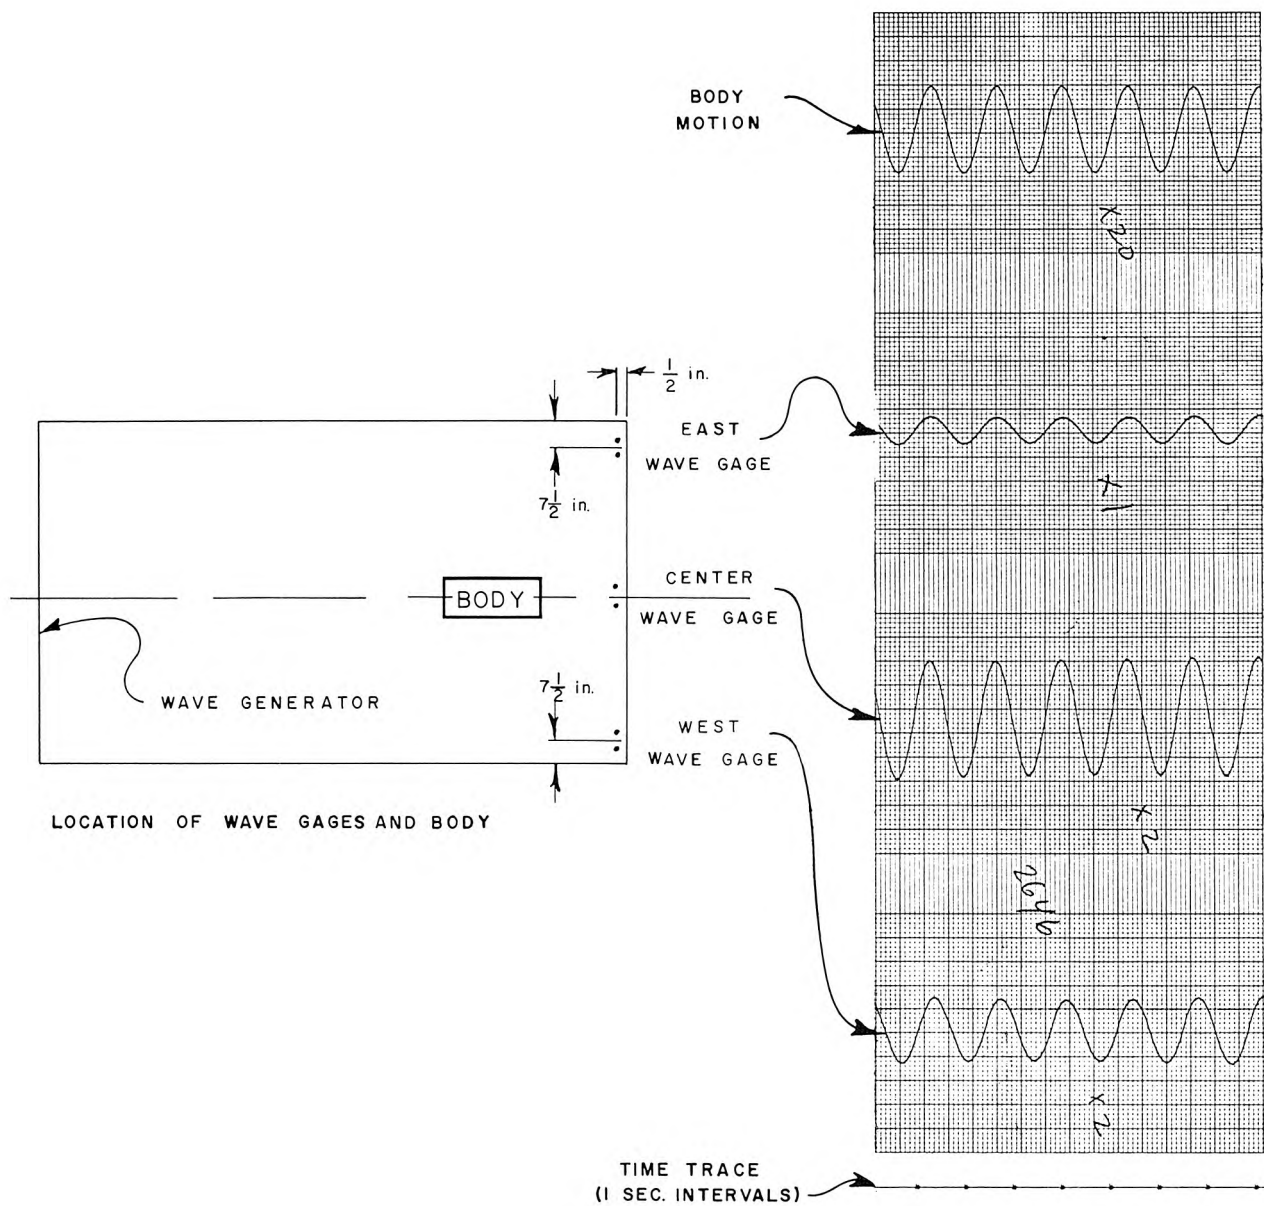 BODY
MOTION
x20
1/2 in.
EAST
WAVE GAGE
x1
7 1/2 in.
CENTER
WAVE GAGE
BODY
WAVE GENERATOR
7 1/2 in.
WEST
WAVE GAGE
x2
LOCATION OF WAVE GAGES AND BODY
2646
x2
TIME TRACE
(1 SEC. INTERVALS)